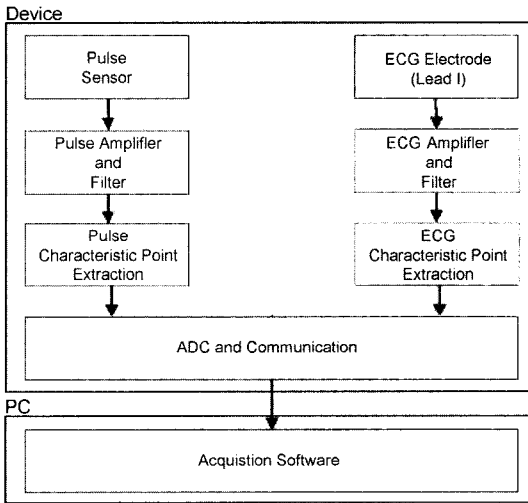 Device
Pulse
Sensor
ECG Electrode
(Lead I)
Pulse Amplifler
and
Filter
ECG Amplifler
and
Filter
Pulse
Characteristic Point
Extraction
ECG
Characteristic Point
Extraction
ADC and Communication
PC
Acquistion Software